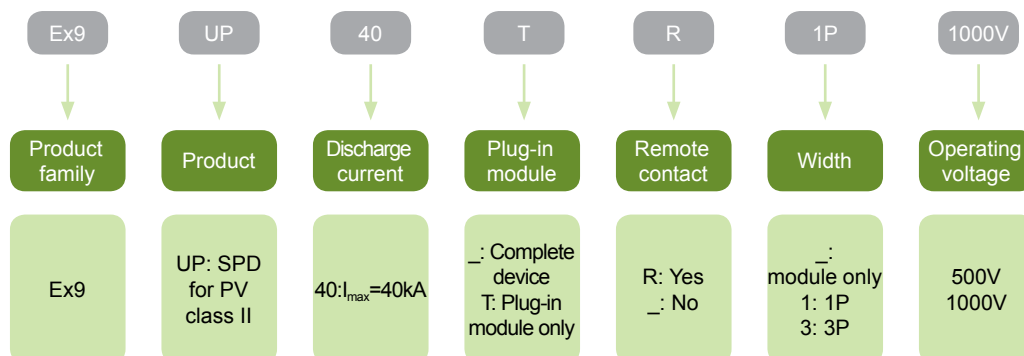 Ex9
UP
40
T
R
1P
1000V
Product
family
Product
Discharge
current
Plug-in
module
Remote
contact
Width
Operating
voltage
Ex9
UP: SPD
for PV
class II
40:Imax=40kA
_: Complete
device
T: Plug-in
module only
R: Yes
_: No
_:
module only
1: 1P
3: 3P
500V
1000V